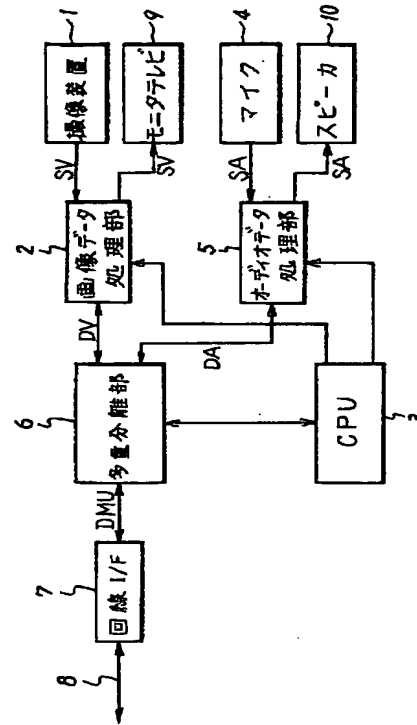 8
7
回線 I/F
DMU
6
多重分離部
DV
DA
CPU
2
画像データ
処理部
5
オーディオデータ
処理部
SV
SV
SA
SA
1
撮像装置
9
モニタテレビ
4
マイク
10
スピーカ